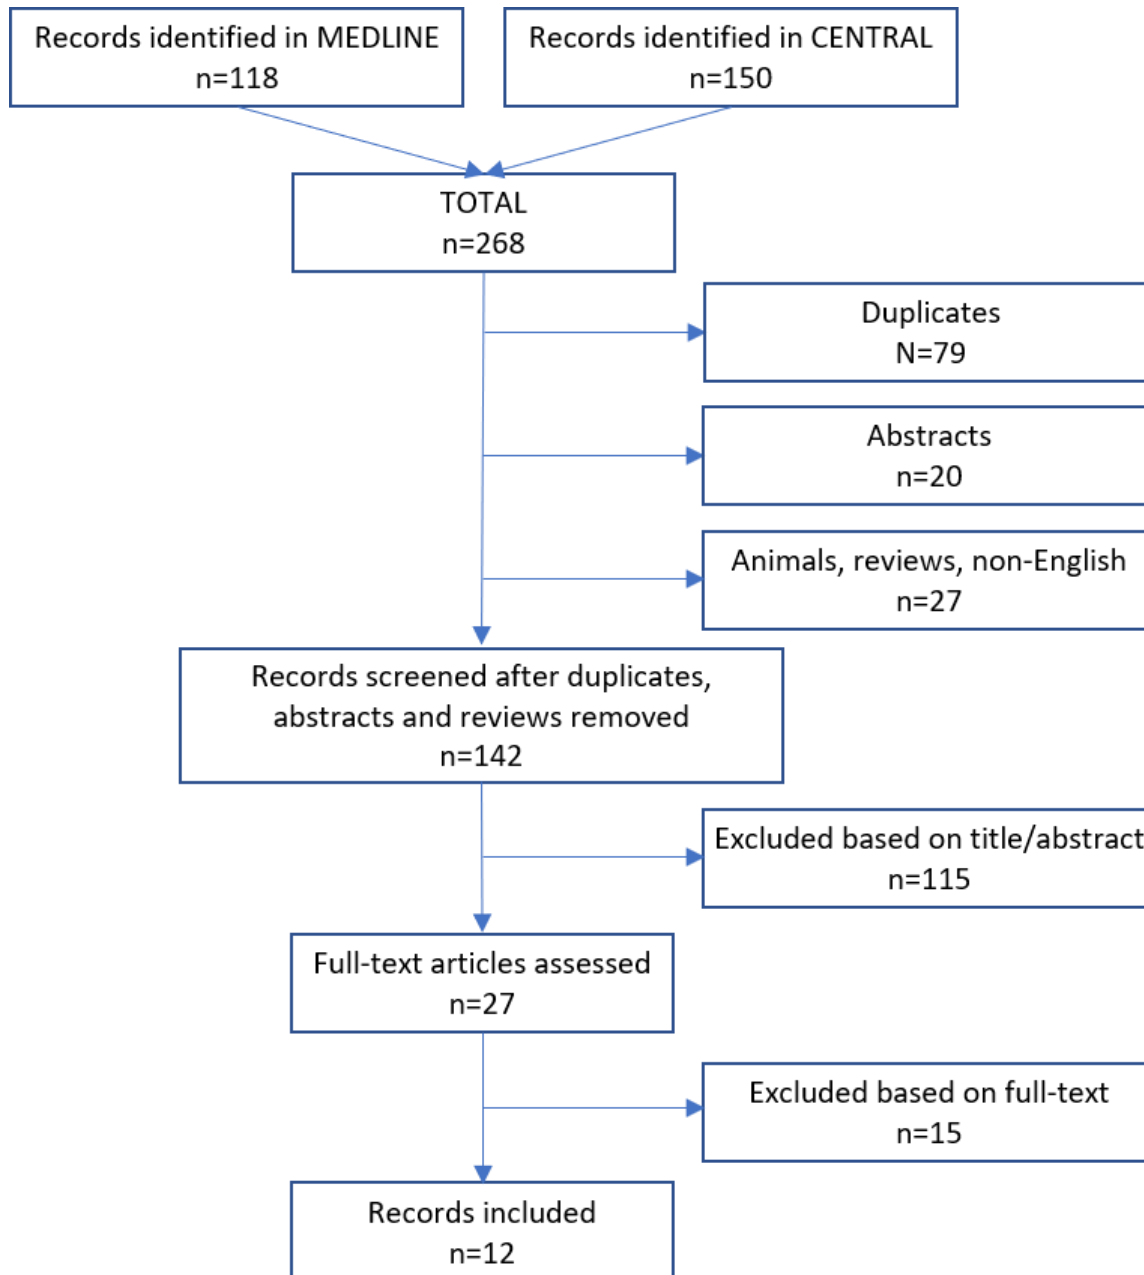 Records identified in MEDLINE
n=118
Records identified in CENTRAL
n=150
TOTAL
n=268
Duplicates
N=79
Abstracts
n=20
Animals, reviews, non-English
n=27
Records screened after duplicates,
abstracts and reviews removed
n=142
Excluded based on title/abstract
n=115
Full-text articles assessed
n=27
Excluded based on full-text
n=15
Records included
n=12